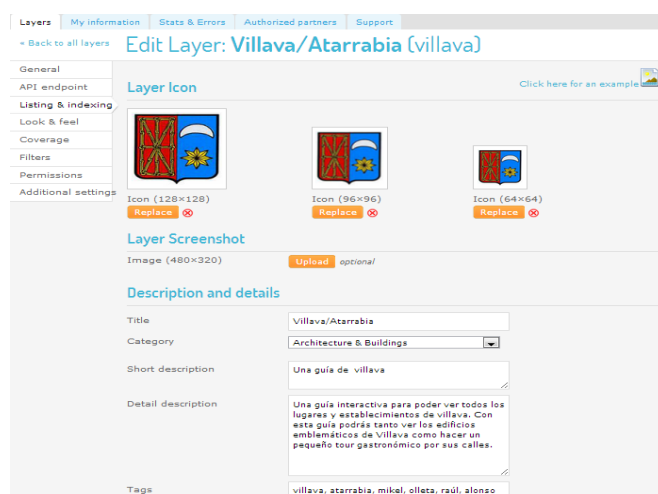 Layers My information Stats & Errors Authorized partners Support
« Back to all layers Edit Layer: Villava/Atarrabia (villava)
General
API endpoint
Listing & indexing
Look & feel
Coverage
Filters
Permissions
Additional settings
Layer Icon Click here for an example
Icon (128×128) Icon (96×96) Icon (64×64)
Replace Replace Replace
Layer Screenshot
Image (480×320) Upload optional
Description and details
Title Villava/Atarrabia
Category Architecture & Buildings
Short description Una guía de villava
Detail description Una guía interactiva para poder ver todos los
lugares y establecimientos de villava. Con
esta guía podrás tanto ver los edificios
emblemáticos de Villava como hacer un
pequeño tour gastronómico por sus calles.
Tags villava, atarrabia, mikel, olleta, raúl, alonso